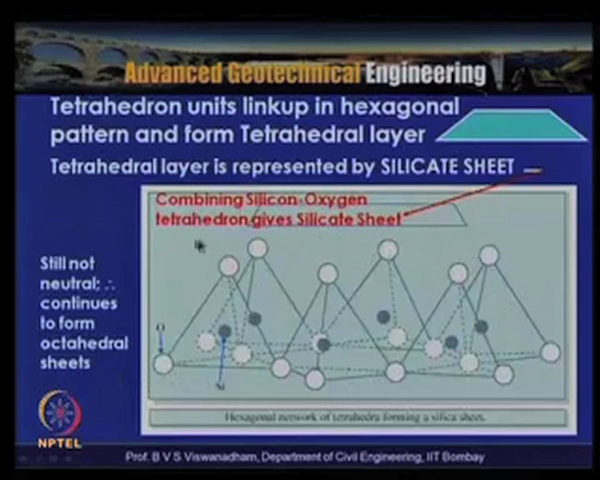 Advanced Geotechnical Engineering
Tetrahedron units linkup in hexagonal
pattern and form Tetrahedral layer
Tetrahedral layer is represented by SILICATE SHEET
Combining Silicon-Oxygen
tetrahedron gives Silicate Sheet
Still not
neutral; ∴
continues
to form
octahedral
sheets
O
Si
Hexagonal network of tetrahedra forming a silica sheet.
NPTEL
Prof. B V S Viswanadham, Department of Civil Engineering, IIT Bombay